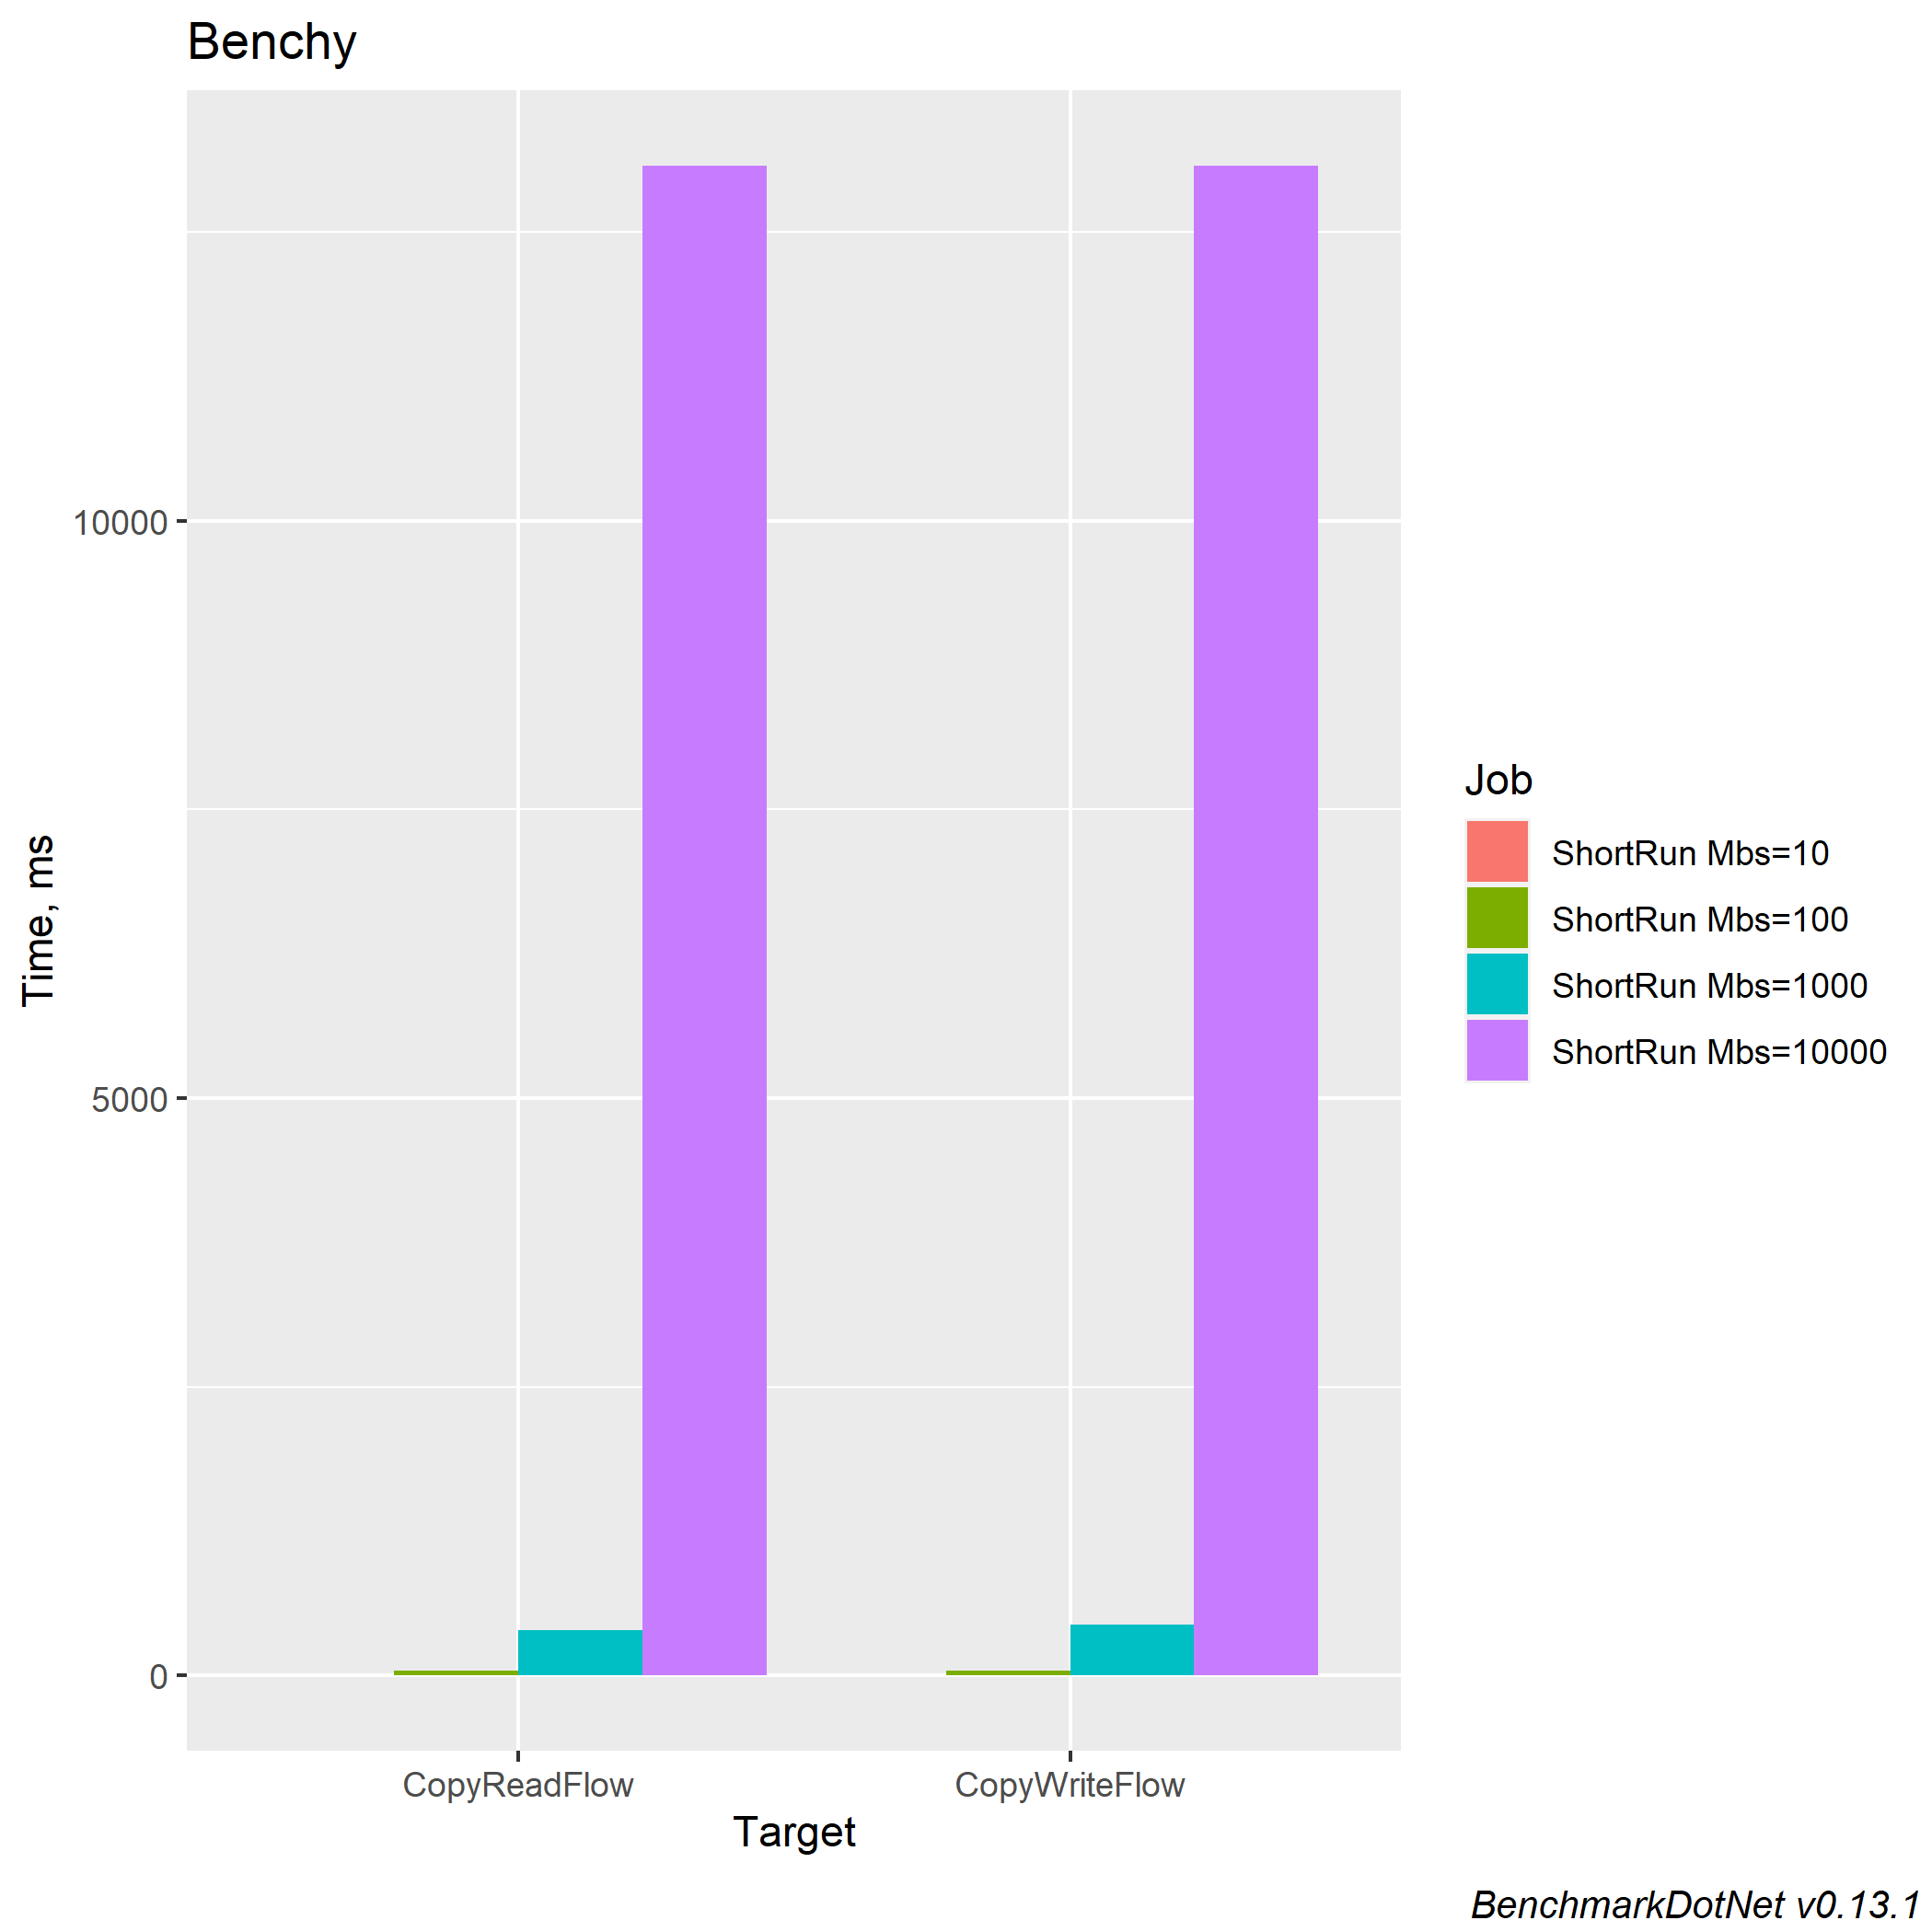 Benchy
10000
5000
0
Time, ms
CopyReadFlow
CopyWriteFlow
Target
Job
ShortRun Mbs=10
ShortRun Mbs=100
ShortRun Mbs=1000
ShortRun Mbs=10000
BenchmarkDotNet v0.13.1